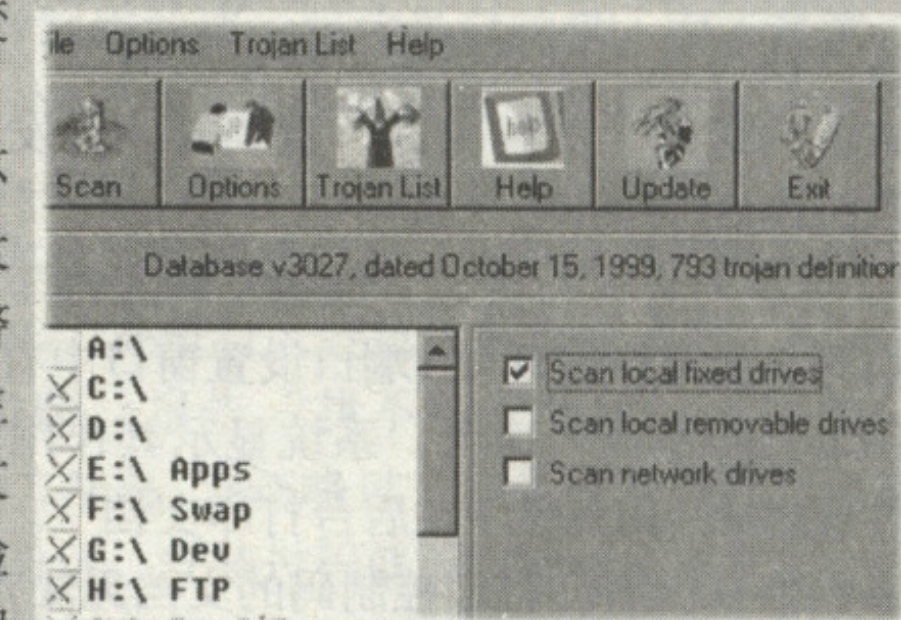 ile Options Trojan List Help
Scan Options Trojan List Help Update Exit
Database v3027, dated October 15, 1999, 793 trojan definition
A:\
C:\
D:\
E:\ Apps
F:\ Swap
G:\ Dev
H:\ FTP
Scan local fixed drives
Scan local removable drives
Scan network drives